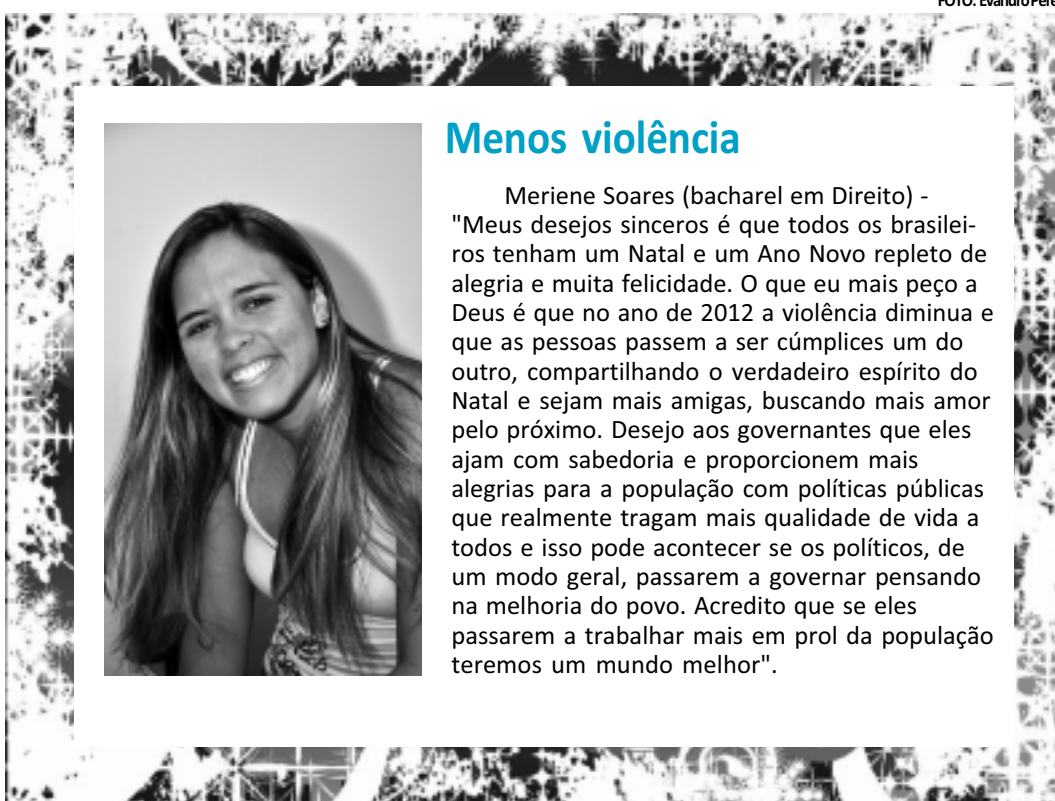 FOTO: Evandro Pere
Menos violência
Meriene Soares (bacharel em Direito) -
"Meus desejos sinceros é que todos os brasilei-
ros tenham um Natal e um Ano Novo repleto de
alegria e muita felicidade. O que eu mais peço a
Deus é que no ano de 2012 a violência diminua e
que as pessoas passem a ser cúmplices um do
outro, compartilhando o verdadeiro espírito do
Natal e sejam mais amigas, buscando mais amor
pelo próximo. Desejo aos governantes que eles
ajam com sabedoria e proporcionem mais
alegrias para a população com políticas públicas
que realmente tragam mais qualidade de vida a
todos e isso pode acontecer se os políticos, de
um modo geral, passarem a governar pensando
na melhoria do povo. Acredito que se eles
passarem a trabalhar mais em prol da população
teremos um mundo melhor".